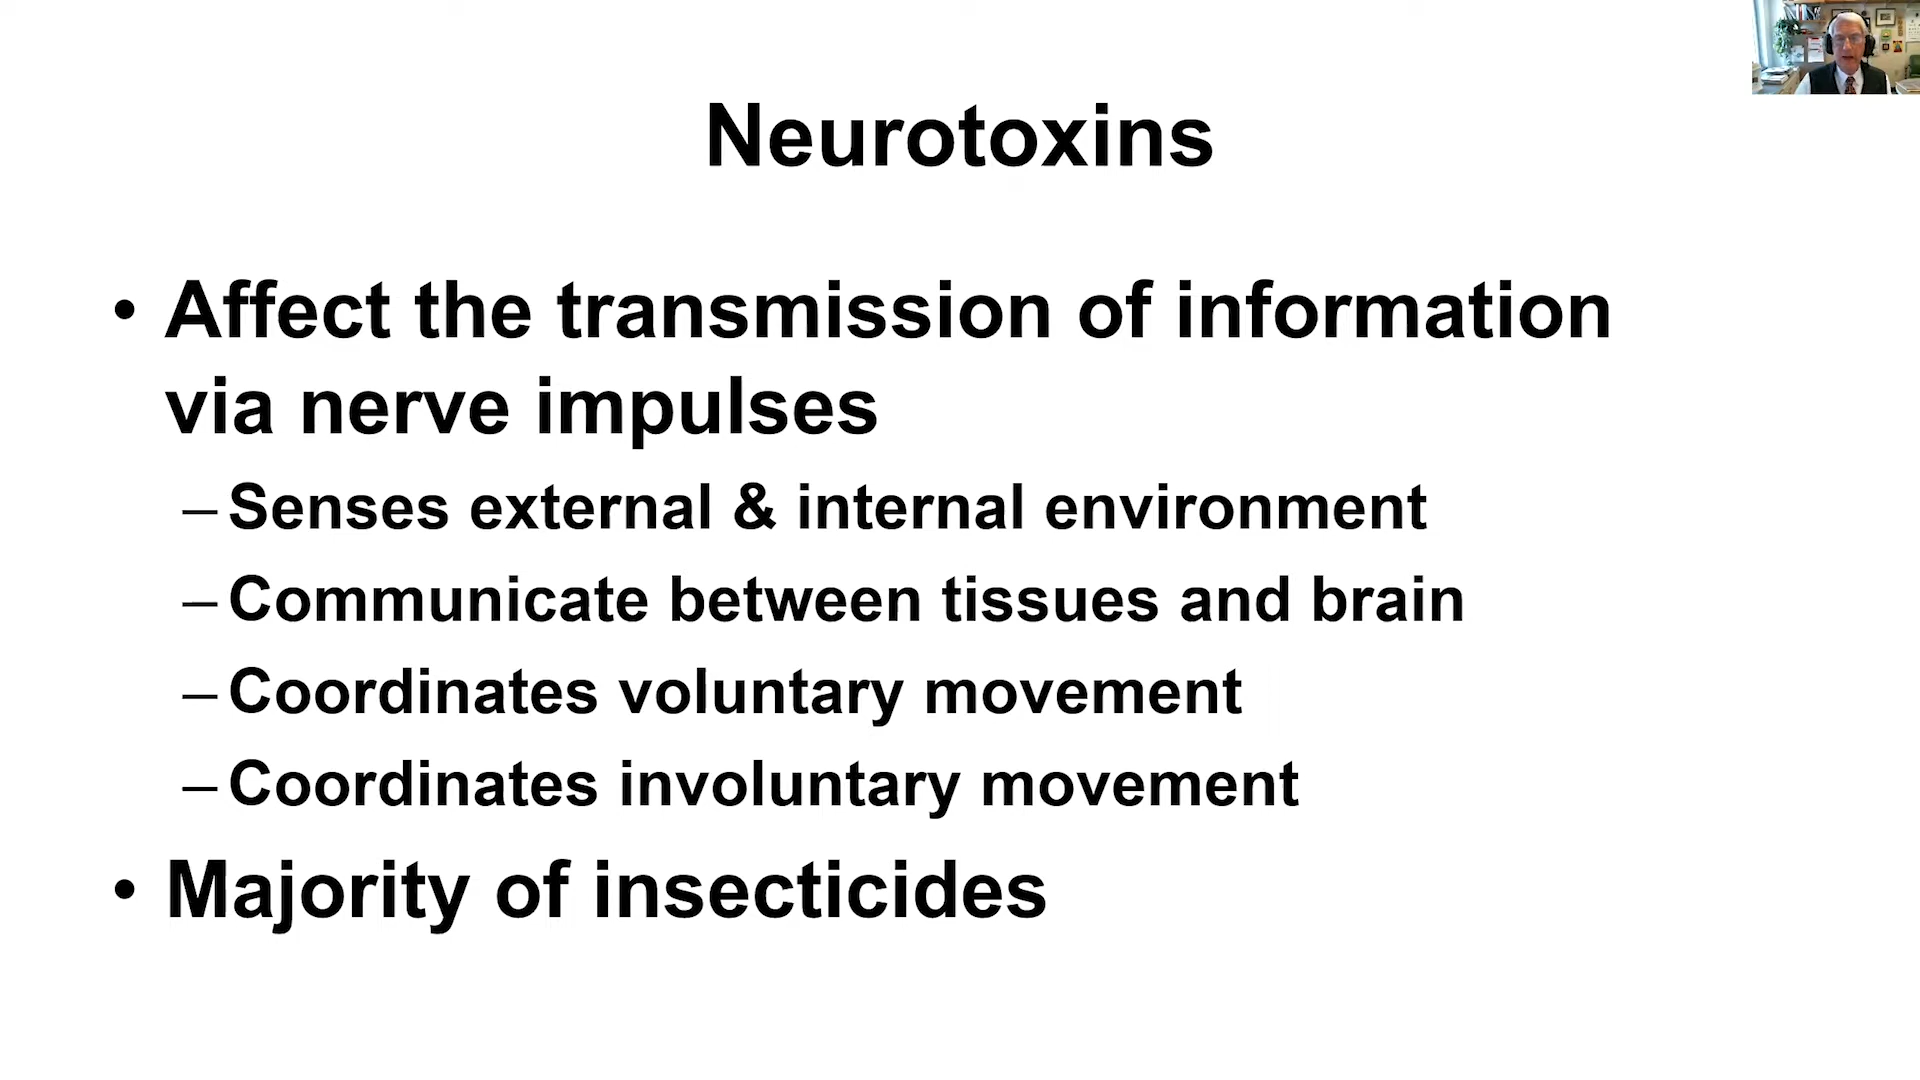 Neurotoxins
• Affect the transmission of information
via nerve impulses
– Senses external & internal environment
– Communicate between tissues and brain
– Coordinates voluntary movement
– Coordinates involuntary movement
• Majority of insecticides